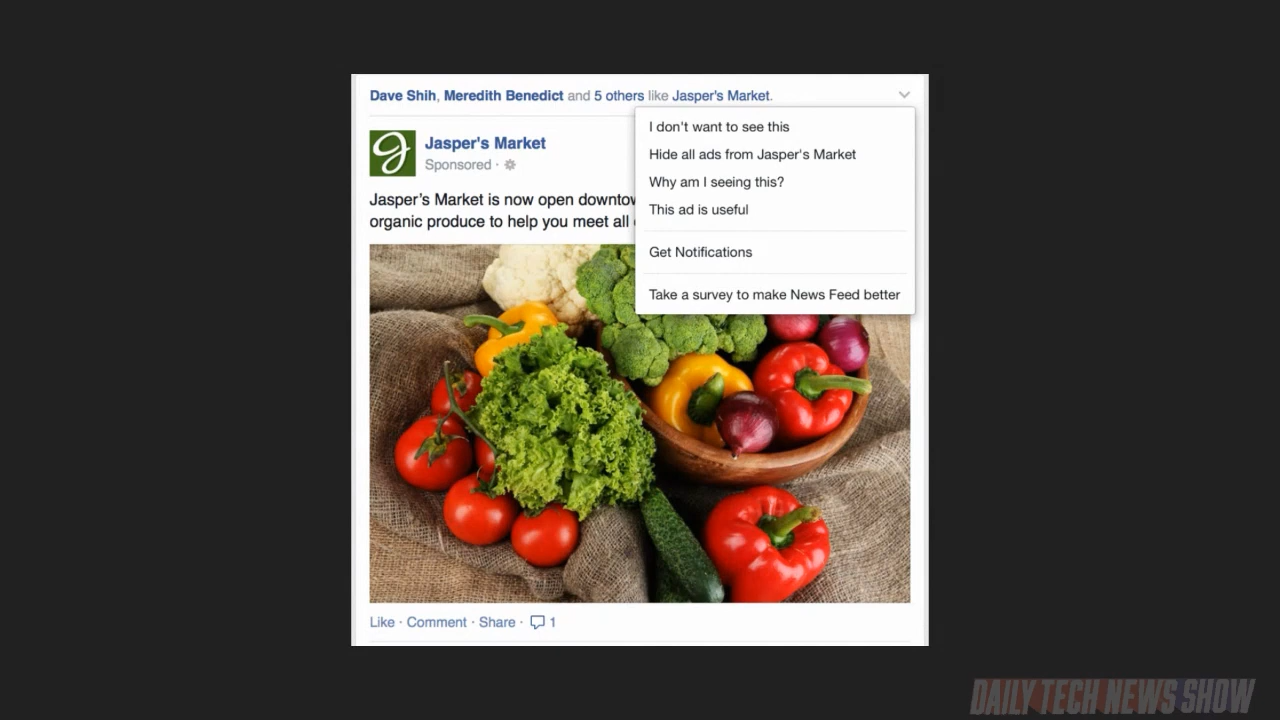 Dave Shih, Meredith Benedict and 5 others like Jasper's Market.
I don't want to see this
Hide all ads from Jasper's Market
Why am I seeing this?
This ad is useful
Get Notifications
Take a survey to make News Feed better
Jasper's Market
Sponsored ·
Jasper's Market is now open downtow
organic produce to help you meet all
Like · Comment · Share · 1
DAILY TECH NEWS SHOW